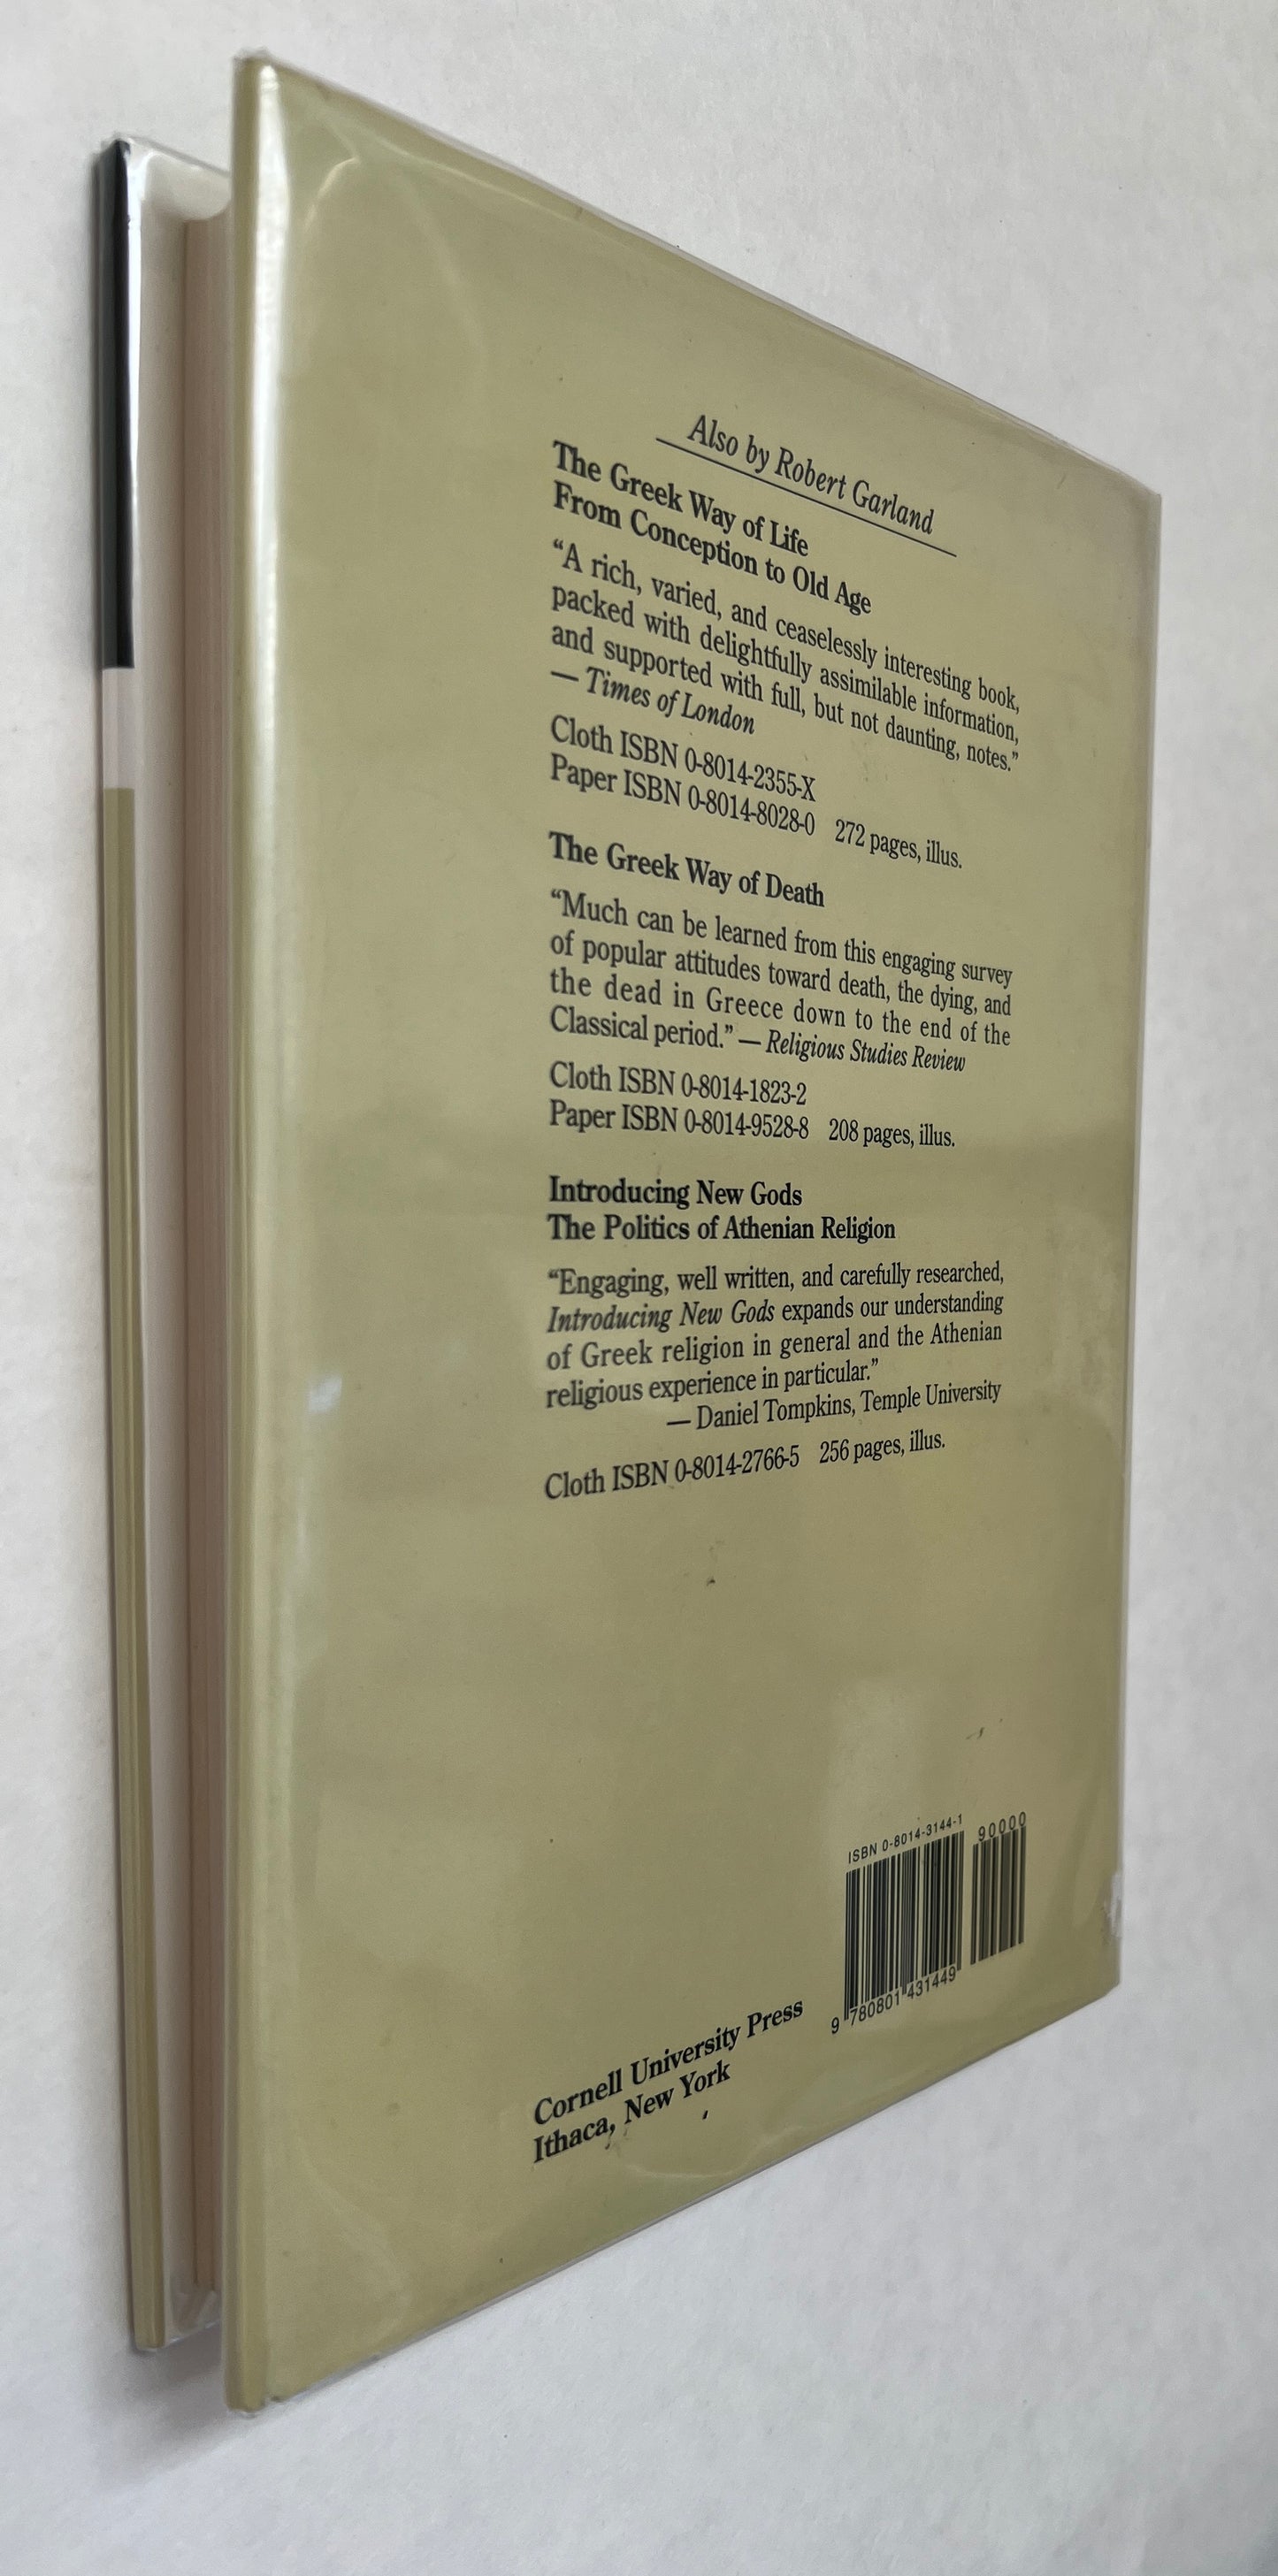 Also by Robert Garland
The Greek Way of Life
From Conception to Old Age
“A rich, varied, and ceaselessly interesting book,
packed with delightfully assimilable information,
and supported with full, but not daunting, notes.”
— Times of London
Cloth ISBN 0-8014-2355-X
Paper ISBN 0-8014-8028-0 272 pages, illus.
The Greek Way of Death
“Much can be learned from this engaging survey
of popular attitudes toward death, the dying, and
the dead in Greece down to the end of the
Classical period.” — Religious Studies Review
Cloth ISBN 0-8014-1823-2
Paper ISBN 0-8014-9528-8 208 pages, illus.
Introducing New Gods
The Politics of Athenian Religion
“Engaging, well written, and carefully researched,
Introducing New Gods expands our understanding
of Greek religion in general and the Athenian
religious experience in particular.”
— Daniel Tompkins, Temple University
Cloth ISBN 0-8014-2766-5 256 pages, illus.
ISBN 0-8014-3144-1 90000
9 780801 431449
Cornell University Press
Ithaca, New York